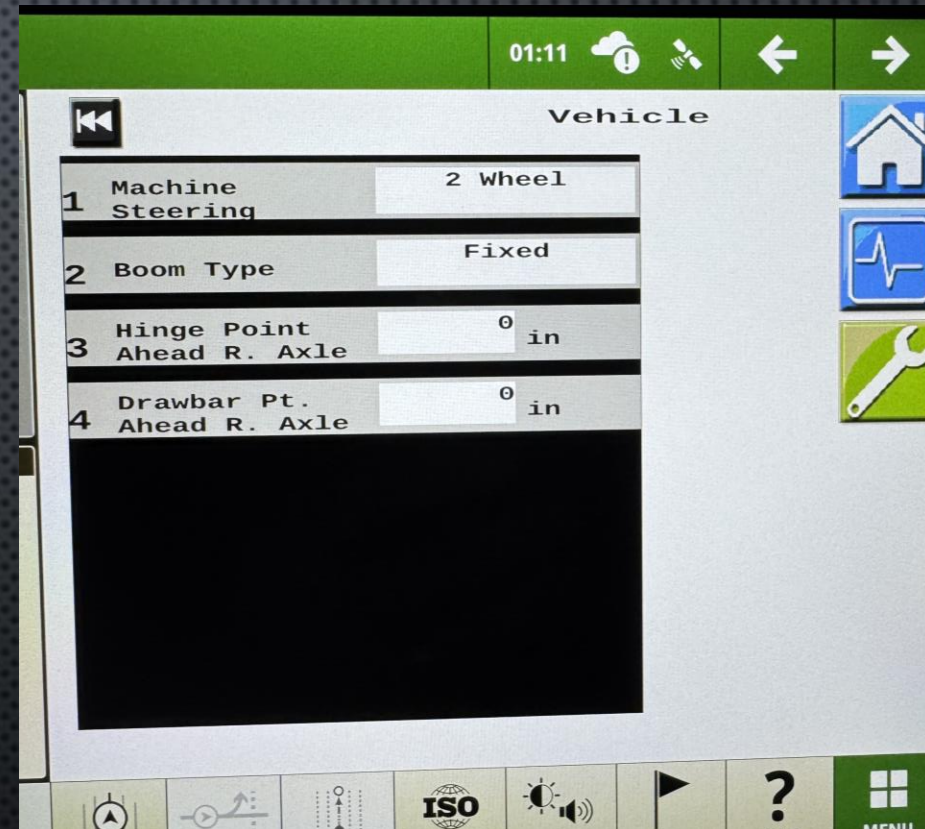 01:11
Vehicle
1 Machine Steering 2 Wheel
2 Boom Type Fixed
3 Hinge Point Ahead R. Axle 0 in
4 Drawbar Pt. Ahead R. Axle 0 in
ISO
?
MENU